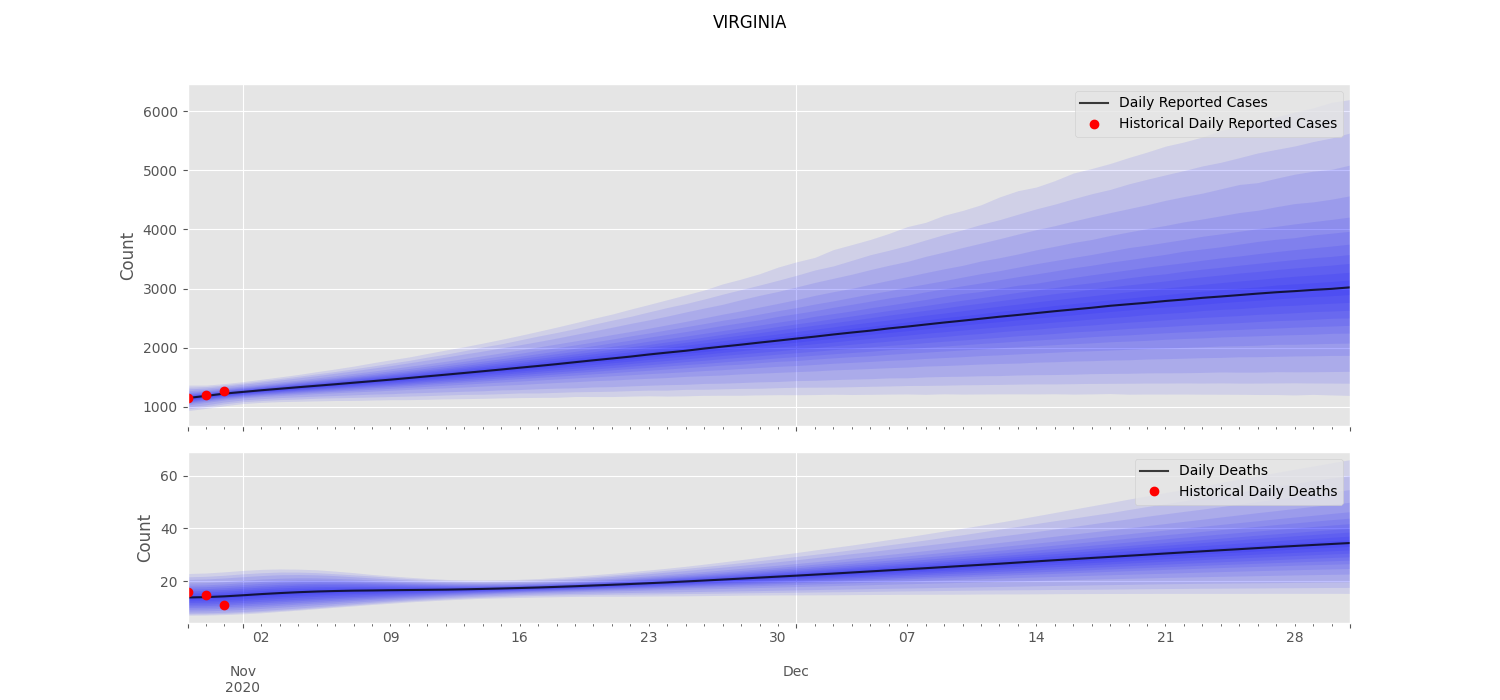 VIRGINIA
Daily Reported Cases
Historical Daily Reported Cases
6000
5000
4000
3000
2000
1000
Count
Daily Deaths
Historical Daily Deaths
60
40
20
Count
02 09 16 23 30 07 14 21 28
Nov Dec
2020